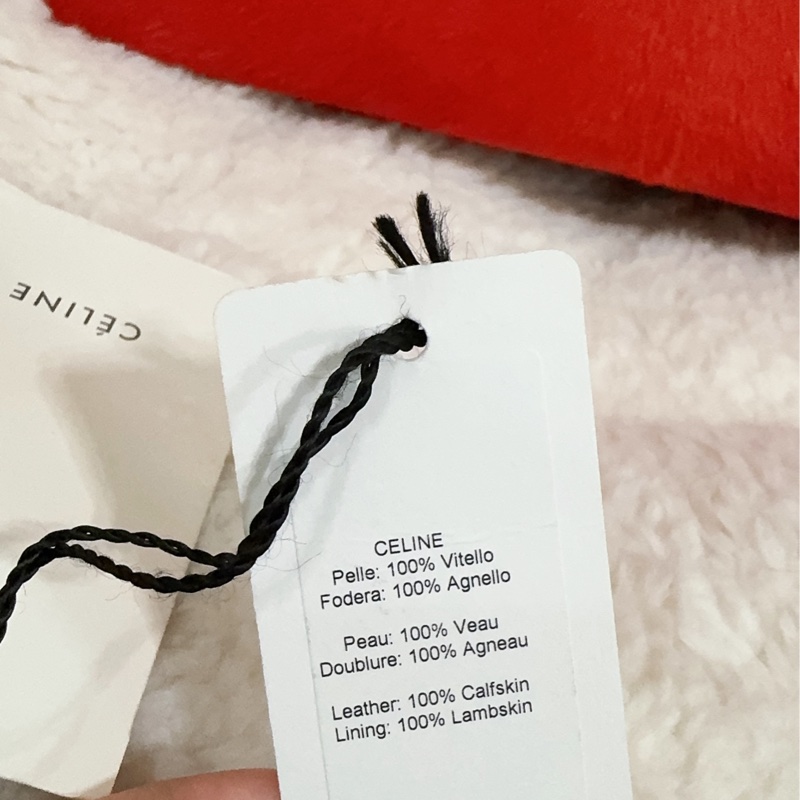 CÉLINE
CELINE
Pelle: 100% Vitello
Fodera: 100% Agnello
Peau: 100% Veau
Doublure: 100% Agneau
Leather: 100% Calfskin
Lining: 100% Lambskin